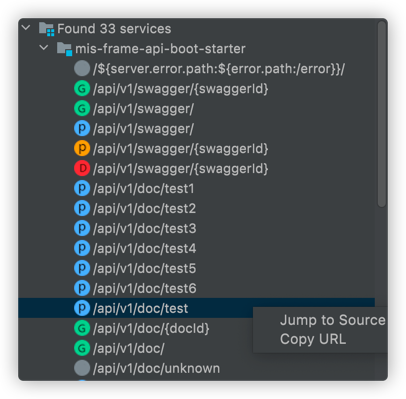 Found 33 services
mis-frame-api-boot-starter
/${server.error.path:${error.path:/error}}/
G /api/v1/swagger/{swaggerId}
G /api/v1/swagger/
p /api/v1/swagger/
p /api/v1/swagger/{swaggerId}
D /api/v1/swagger/{swaggerId}
p /api/v1/doc/test1
p /api/v1/doc/test2
p /api/v1/doc/test3
p /api/v1/doc/test4
p /api/v1/doc/test5
p /api/v1/doc/test6
p /api/v1/doc/test
Jump to Source
G /api/v1/doc/{docId}
Copy URL
G /api/v1/doc/
/api/v1/doc/unknown